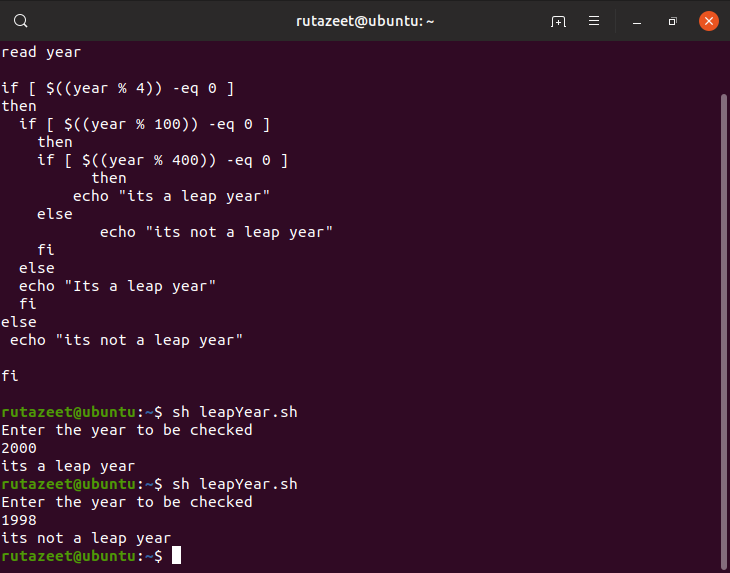 rutazeet@ubuntu: ~
read year
if [ $((year % 4)) -eq 0 ]
then
if [ $((year % 100)) -eq 0 ]
then
if [ $((year % 400)) -eq 0 ]
then
echo "its a leap year"
else
echo "its not a leap year"
fi
else
echo "Its a leap year"
fi
else
echo "its not a leap year"
fi
rutazeet@ubuntu:~$ sh leapYear.sh
Enter the year to be checked
2000
its a leap year
rutazeet@ubuntu:~$ sh leapYear.sh
Enter the year to be checked
1998
its not a leap year
rutazeet@ubuntu:~$